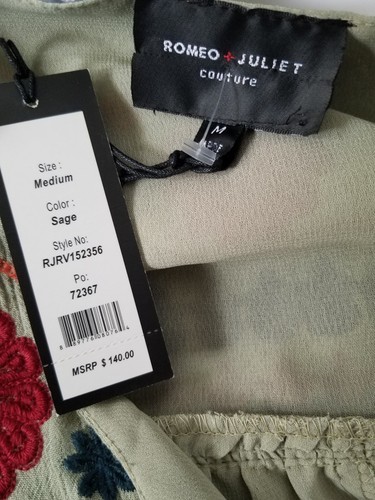 ROMEO + JULIET
couture
M
Size :
Medium
Color :
Sage
Style No:
RJRV152356
Po:
72367
MSRP $ 140.00